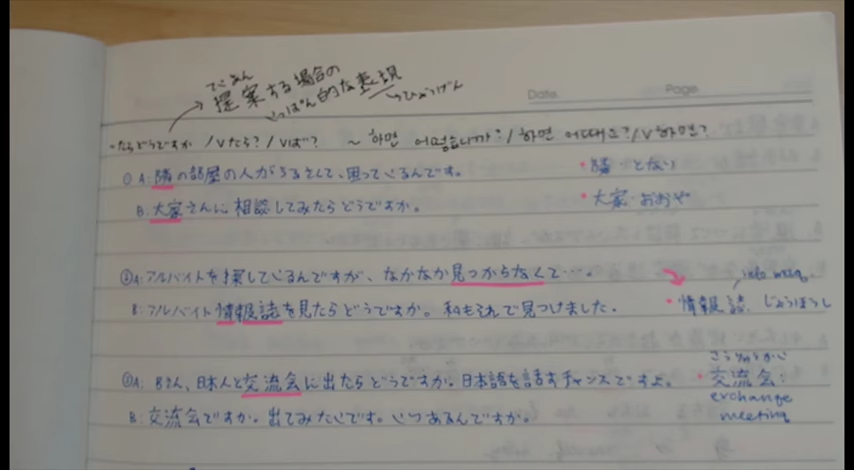 ていあん
提案する場合の
いっぱん的な表現
→ひょうげん
Date Page
~たらどうですか /Vたら? /Vば? ~ 하면 어떻습니까? / 하면 어때요? / V 하면?
① A: 隣の部屋の人がうるさくて、困っているんです。
• 隣 となり
B: 大家さんに相談してみたらどうですか。
• 大家 おおや
② A: アルバイトを探しているんですが、なかなか見つからなくて…。
B: アルバイト情報誌を見たらどうですか。私もそれで見つけました。
• 情報誌 じょうほうし
③ A: Bさん、日本人と交流会に出たらどうですか。日本語を話すチャンスですよ。
こうりゅうかい
• 交流会:
exchange
meeting
B: 交流会ですか。出てみたいです。いつあるんですか。